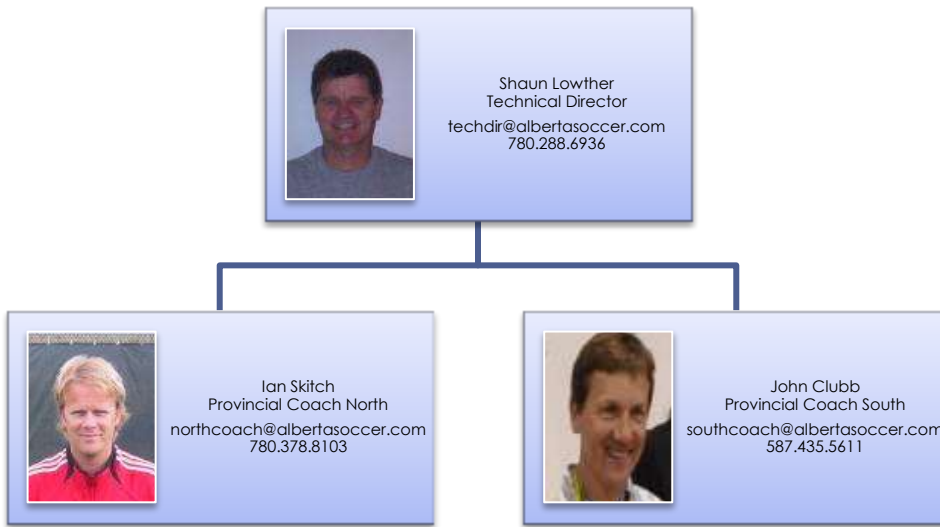 Shaun Lowther
Technical Director
techdir@albertasoccer.com
780.288.6936
Ian Skitch
Provincial Coach North
northcoach@albertasoccer.com
780.378.8103
John Clubb
Provincial Coach South
southcoach@albertasoccer.com
587.435.5611